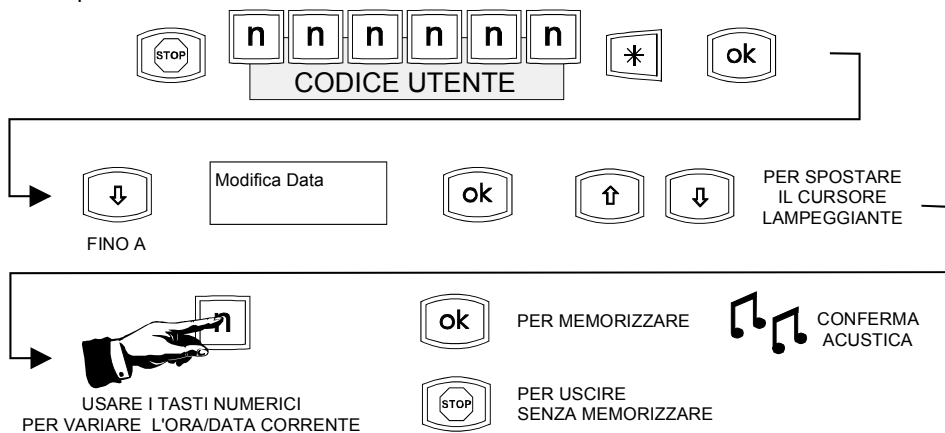 STOP n n n n n n * ok
CODICE UTENTE
Modifica Data
ok
PER SPOSTARE
IL CURSORE
LAMPEGGIANTE
FINO A
n
ok
PER MEMORIZZARE
CONFERMA
ACUSTICA
USARE I TASTI NUMERICI
PER VARIARE L'ORA/DATA CORRENTE
STOP
PER USCIRE
SENZA MEMORIZZARE